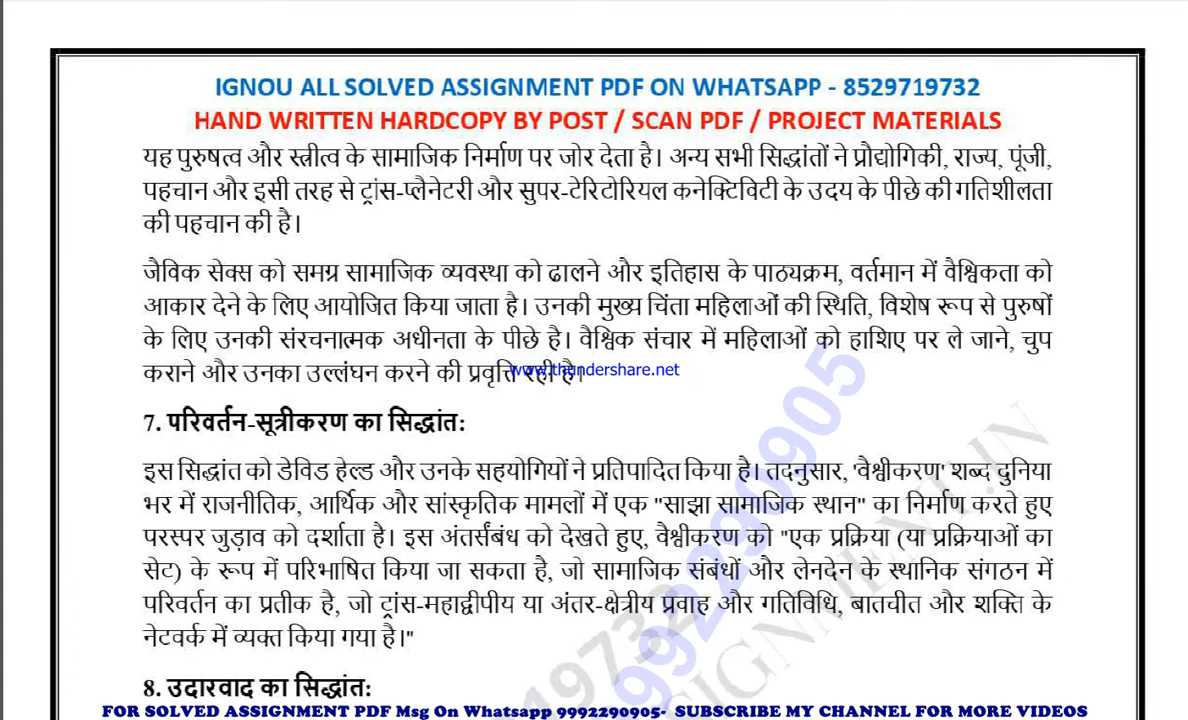 IGNOU ALL SOLVED ASSIGNMENT PDF ON WHATSAPP - 8529719732
HAND WRITTEN HARDCOPY BY POST / SCAN PDF / PROJECT MATERIALS
यह पुरुषत्व और स्त्रीत्व के सामाजिक निर्माण पर जोर देता है। अन्य सभी सिद्धांतों ने प्रौद्योगिकी, राज्य, पूंजी,
पहचान और इसी तरह से ट्रांस-प्लैनेटरी और सुपर-टेरिटोरियल कनेक्टिविटी के उदय के पीछे की गतिशीलता
की पहचान की है।
जैविक सेक्स को समग्र सामाजिक व्यवस्था को ढालने और इतिहास के पाठ्यक्रम, वर्तमान में वैश्विकता को
आकार देने के लिए आयोजित किया जाता है। उनकी मुख्य चिंता महिलाओं की स्थिति, विशेष रूप से पुरुषों
के लिए उनकी संरचनात्मक अधीनता के पीछे है। वैश्विक संचार में महिलाओं को हाशिए पर ले जाने, चुप
कराने और उनका उल्लंघन करने की प्रवृत्ति रही है।
www.thundershare.net
7. परिवर्तन-सूत्रीकरण का सिद्धांत:
इस सिद्धांत को डेविड हेल्ड और उनके सहयोगियों ने प्रतिपादित किया है। तदनुसार, 'वैश्वीकरण' शब्द दुनिया
भर में राजनीतिक, आर्थिक और सांस्कृतिक मामलों में एक "साझा सामाजिक स्थान" का निर्माण करते हुए
परस्पर जुड़ाव को दर्शाता है। इस अंतर्संबंध को देखते हुए, वैश्वीकरण को "एक प्रक्रिया (या प्रक्रियाओं का
सेट) के रूप में परिभाषित किया जा सकता है, जो सामाजिक संबंधों और लेनदेन के स्थानिक संगठन में
परिवर्तन का प्रतीक है, जो ट्रांस-महाद्वीपीय या अंतर-क्षेत्रीय प्रवाह और गतिविधि, बातचीत और शक्ति के
नेटवर्क में व्यक्त किया गया है।"
8. उदारवाद का सिद्धांत:
FOR SOLVED ASSIGNMENT PDF Msg On Whatsapp 9992290905- SUBSCRIBE MY CHANNEL FOR MORE VIDEOS
19732
9992290905
SIGNMENT.IN